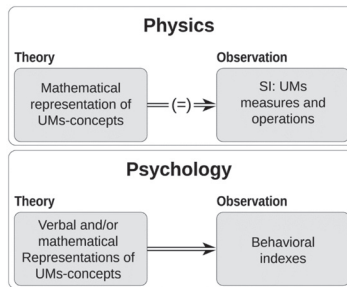 Physics
Theory
Observation
Mathematical
representation of
UMs-concepts
(=)
SI: UMs
measures and
operations
Psychology
Theory
Observation
Verbal and/or
mathematical
Representations of
UMs-concepts
Behavioral
indexes